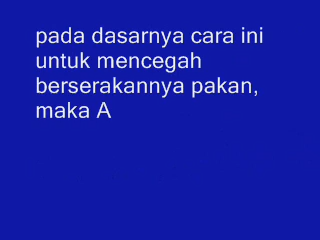 pada dasarnya cara ini
untuk mencegah
berserakannya pakan,
maka A